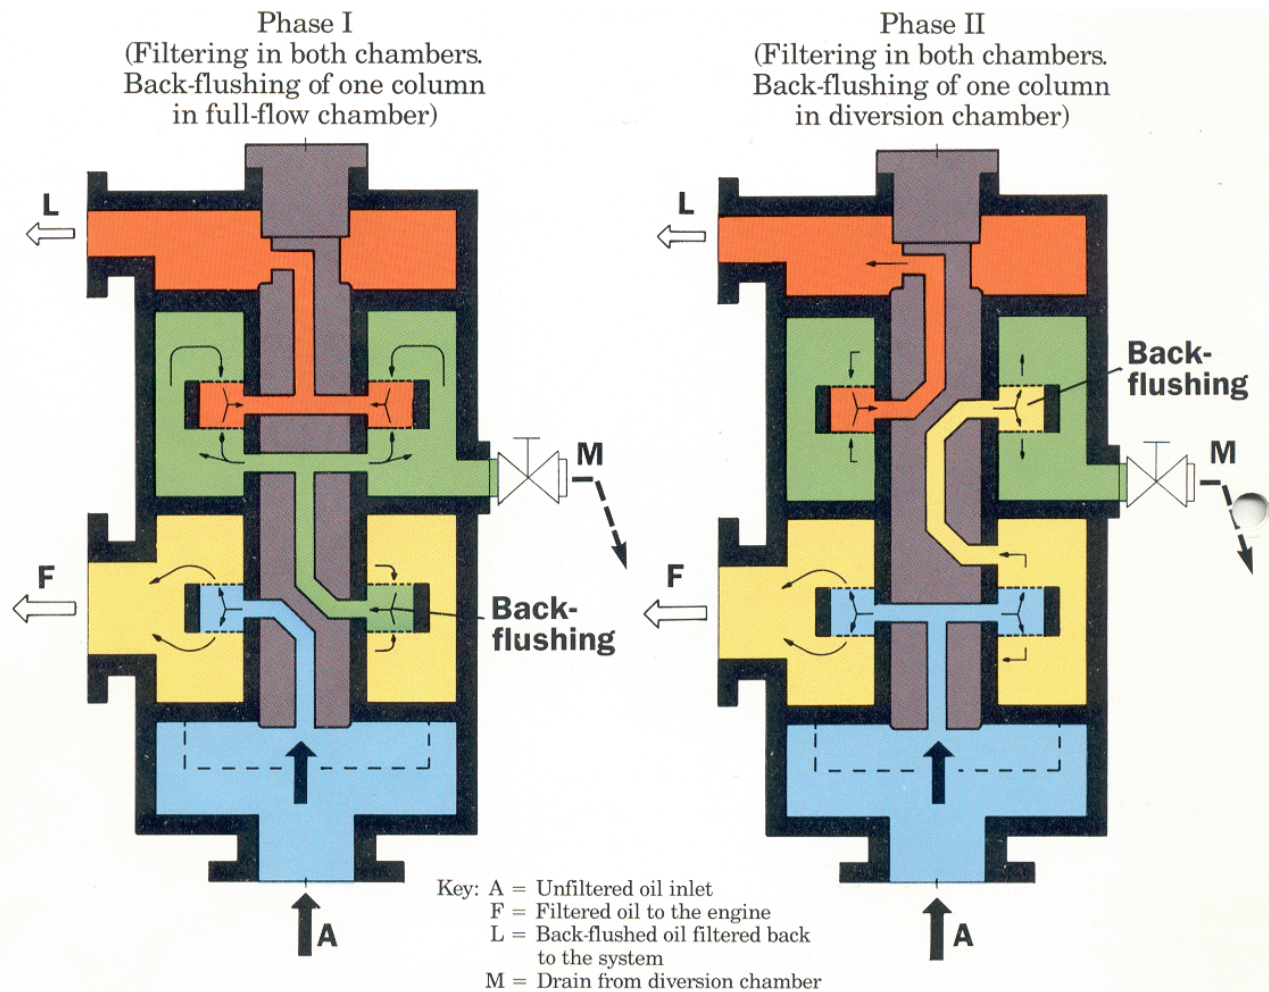 Phase I
(Filtering in both chambers.
Back-flushing of one column
in full-flow chamber)
Phase II
(Filtering in both chambers.
Back-flushing of one column
in diversion chamber)
L
L
Back-
flushing
M
M
F
F
Back-
flushing
A
A
Key: A = Unfiltered oil inlet
F = Filtered oil to the engine
L = Back-flushed oil filtered back
to the system
M = Drain from diversion chamber